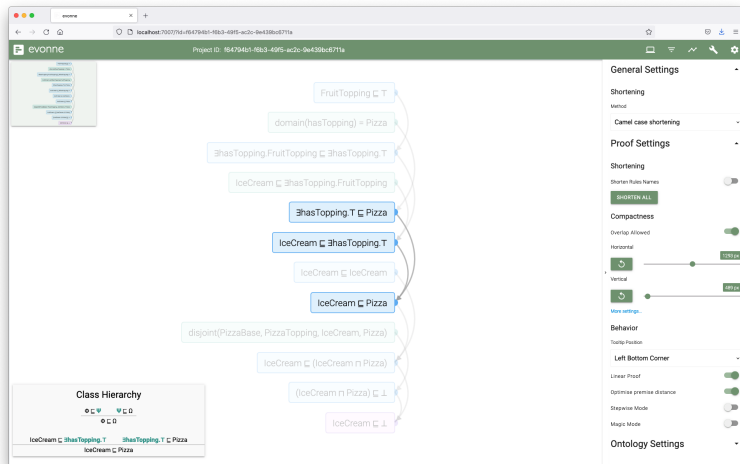 evonne × +
localhost:7007/?id=f64794b1-f6b3-49f5-ac2c-9e439bc6711a
evonne
Project ID: f64794b1-f6b3-49f5-ac2c-9e439bc6711a
FruitTopping ⊑ ⊤
domain(hasTopping) = Pizza
∃hasTopping.FruitTopping ⊑ ∃hasTopping.⊤
IceCream ⊑ ∃hasTopping.FruitTopping
∃hasTopping.⊤ ⊑ Pizza
IceCream ⊑ ∃hasTopping.⊤
IceCream ⊑ IceCream
IceCream ⊑ Pizza
disjoint(PizzaBase, PizzaTopping, IceCream, Pizza)
IceCream ⊑ (IceCream ⊓ Pizza)
(IceCream ⊓ Pizza) ⊑ ⊥
IceCream ⊑ ⊥
Class Hierarchy
Φ ⊑ Ψ Ψ ⊑ Ω
Φ ⊑ Ω
IceCream ⊑ ∃hasTopping.⊤ ∃hasTopping.⊤ ⊑ Pizza
IceCream ⊑ Pizza
General Settings
Shortening
Method
Camel case shortening
Proof Settings
Shortening
Shorten Rules Names
SHORTEN ALL
Compactness
Overlap Allowed
Horizontal
1293 px
Vertical
489 px
More settings...
Behavior
Tooltip Position
Left Bottom Corner
Linear Proof
Optimise premise distance
Stepwise Mode
Magic Mode
Ontology Settings